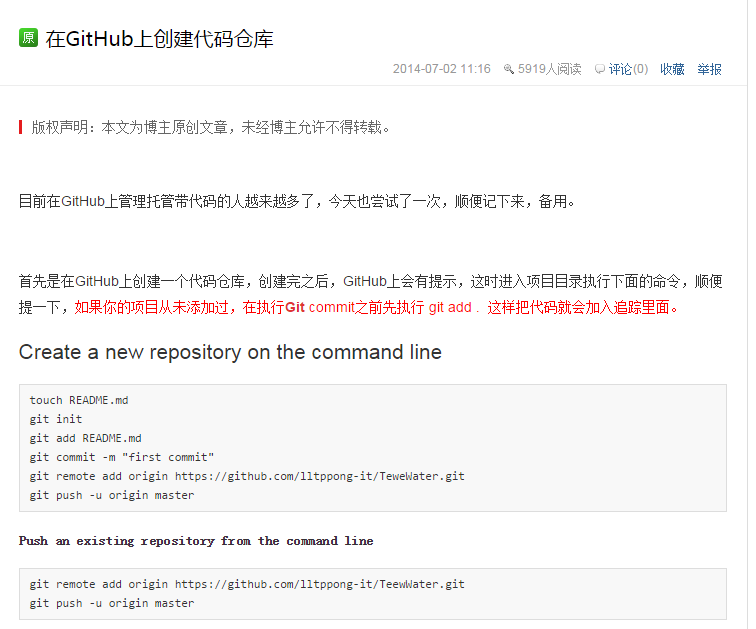 原 在GitHub上创建代码仓库
2014-07-02 11:16 5919人阅读 评论(0) 收藏 举报
版权声明：本文为博主原创文章，未经博主允许不得转载。
目前在GitHub上管理托管带代码的人越来越多了，今天也尝试了一次，顺便记下来，备用。
首先是在GitHub上创建一个代码仓库，创建完之后，GitHub上会有提示，这时进入项目目录执行下面的命令，顺便
提一下，如果你的项目从未添加过，在执行Git commit之前先执行 git add . 这样把代码就会加入追踪里面。
Create a new repository on the command line
touch README.md
git init
git add README.md
git commit -m "first commit"
git remote add origin https://github.com/lltppong-it/TeweWater.git
git push -u origin master
Push an existing repository from the command line
git remote add origin https://github.com/lltppong-it/TeewWater.git
git push -u origin master